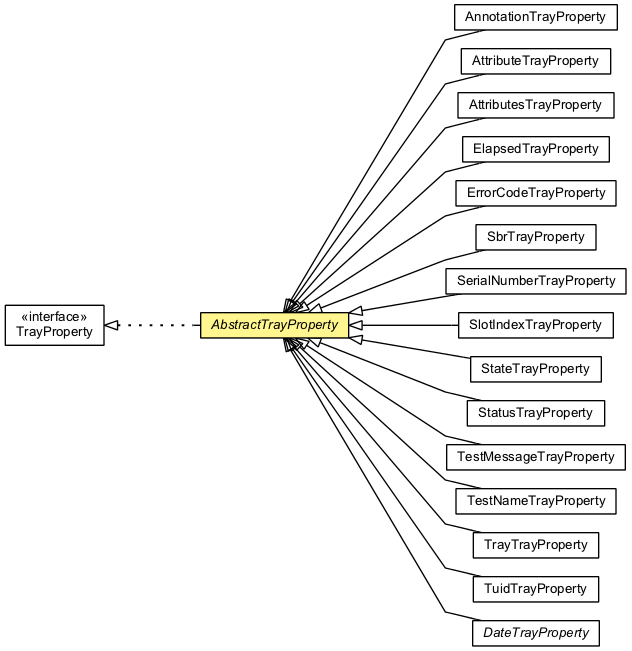 «interface»
TrayProperty
AbstractTrayProperty
AnnotationTrayProperty
AttributeTrayProperty
AttributesTrayProperty
ElapsedTrayProperty
ErrorCodeTrayProperty
SbrTrayProperty
SerialNumberTrayProperty
SlotIndexTrayProperty
StateTrayProperty
StatusTrayProperty
TestMessageTrayProperty
TestNameTrayProperty
TrayTrayProperty
TuidTrayProperty
DateTrayProperty